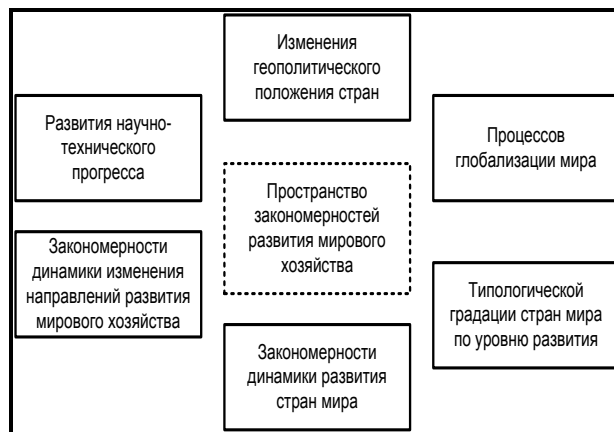 Изменения
геополитического
положения стран
Развития научно-
технического
прогресса
Процессов
глобализации мира
Пространство
закономерностей
развития мирового
хозяйства
Закономерности
динамики изменения
направлений развития
мирового хозяйства
Типологической
градации стран мира
по уровню развития
Закономерности
динамики развития
стран мира